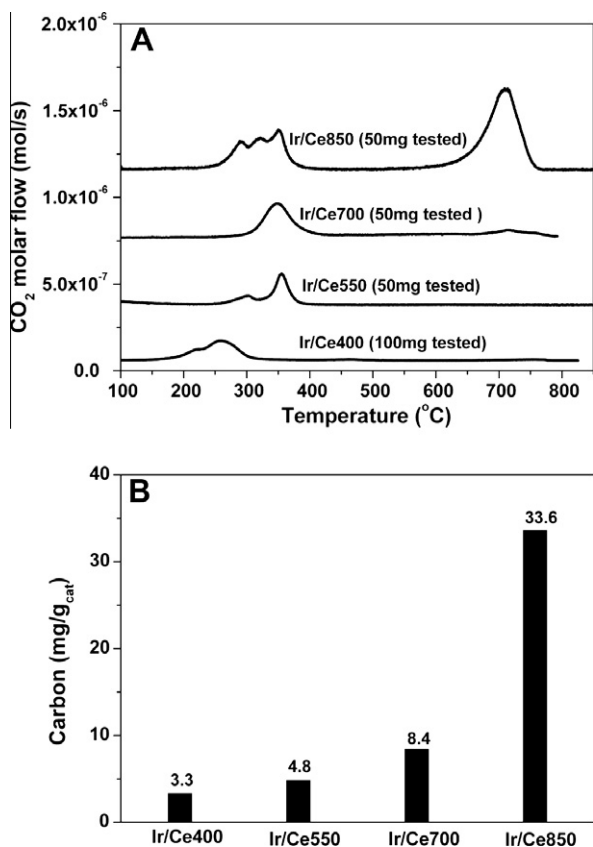 A
2.0x10⁻⁶
1.5x10⁻⁶
1.0x10⁻⁶
5.0x10⁻⁷
0.0
CO₂ molar flow (mol/s)
Ir/Ce850 (50mg tested)
Ir/Ce700 (50mg tested )
Ir/Ce550 (50mg tested)
Ir/Ce400 (100mg tested)
100 200 300 400 500 600 700 800
Temperature (°C)
B
40
30
20
10
0
Carbon (mg/g_cat)
3.3
4.8
8.4
33.6
Ir/Ce400 Ir/Ce550 Ir/Ce700 Ir/Ce850